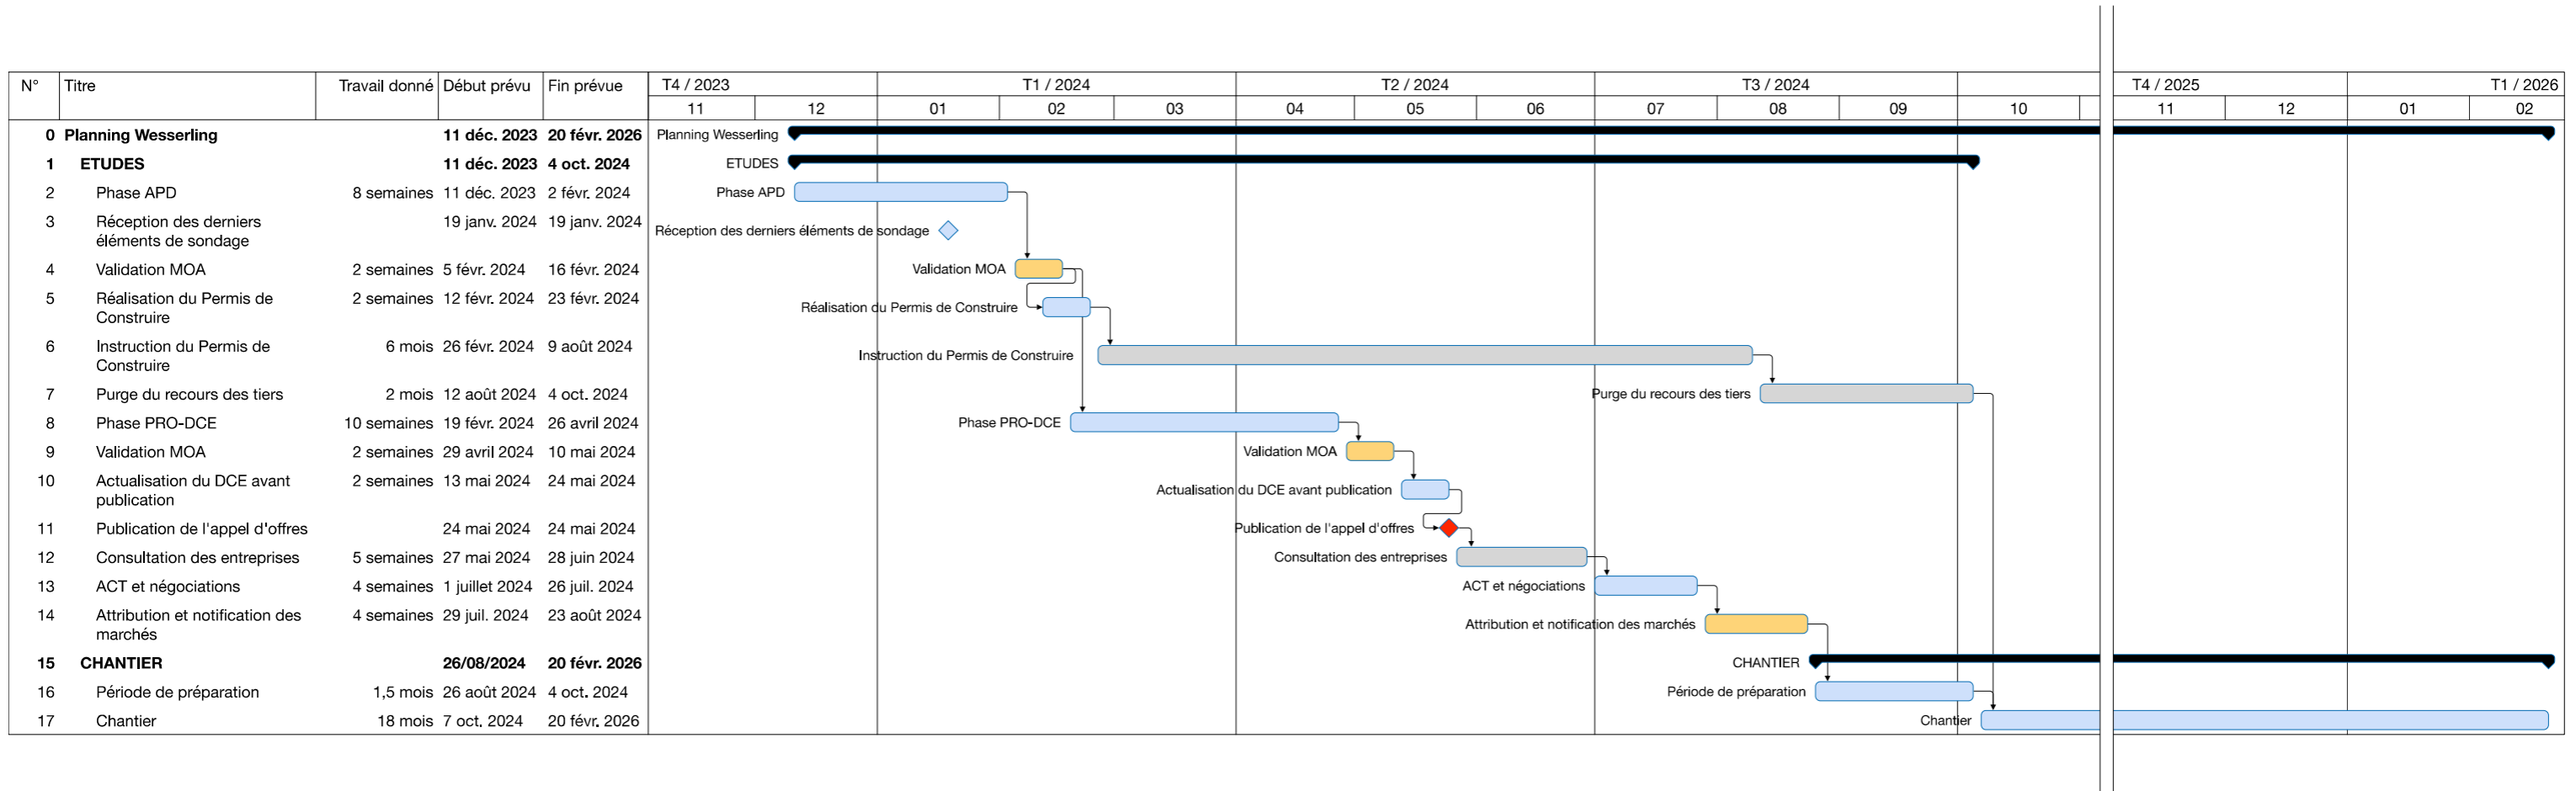 N° Titre Travail donné Début prévu Fin prévue T4 / 2023 T1 / 2024 T2 / 2024 T3 / 2024 T4 / 2025 T1 / 2026
11 12 01 02 03 04 05 06 07 08 09 10 11 12 01 02
0 Planning Wesserling 11 déc. 2023 20 févr. 2026 Planning Wesserling
1 ETUDES 11 déc. 2023 4 oct. 2024 ETUDES
2 Phase APD 8 semaines 11 déc. 2023 2 févr. 2024 Phase APD
3 Réception des derniers 19 janv. 2024 19 janv. 2024
éléments de sondage Réception des derniers éléments de sondage
4 Validation MOA 2 semaines 5 févr. 2024 16 févr. 2024 Validation MOA
5 Réalisation du Permis de 2 semaines 12 févr. 2024 23 févr. 2024
Construire Réalisation du Permis de Construire
6 Instruction du Permis de 6 mois 26 févr. 2024 9 août 2024
Construire Instruction du Permis de Construire
7 Purge du recours des tiers 2 mois 12 août 2024 4 oct. 2024 Purge du recours des tiers
8 Phase PRO-DCE 10 semaines 19 févr. 2024 26 avril 2024 Phase PRO-DCE
9 Validation MOA 2 semaines 29 avril 2024 10 mai 2024 Validation MOA
10 Actualisation du DCE avant 2 semaines 13 mai 2024 24 mai 2024
publication Actualisation du DCE avant publication
11 Publication de l'appel d'offres 24 mai 2024 24 mai 2024 Publication de l'appel d'offres
12 Consultation des entreprises 5 semaines 27 mai 2024 28 juin 2024 Consultation des entreprises
13 ACT et négociations 4 semaines 1 juillet 2024 26 juil. 2024 ACT et négociations
14 Attribution et notification des 4 semaines 29 juil. 2024 23 août 2024
marchés Attribution et notification des marchés
15 CHANTIER 26/08/2024 20 févr. 2026 CHANTIER
16 Période de préparation 1,5 mois 26 août 2024 4 oct. 2024 Période de préparation
17 Chantier 18 mois 7 oct. 2024 20 févr. 2026 Chantier